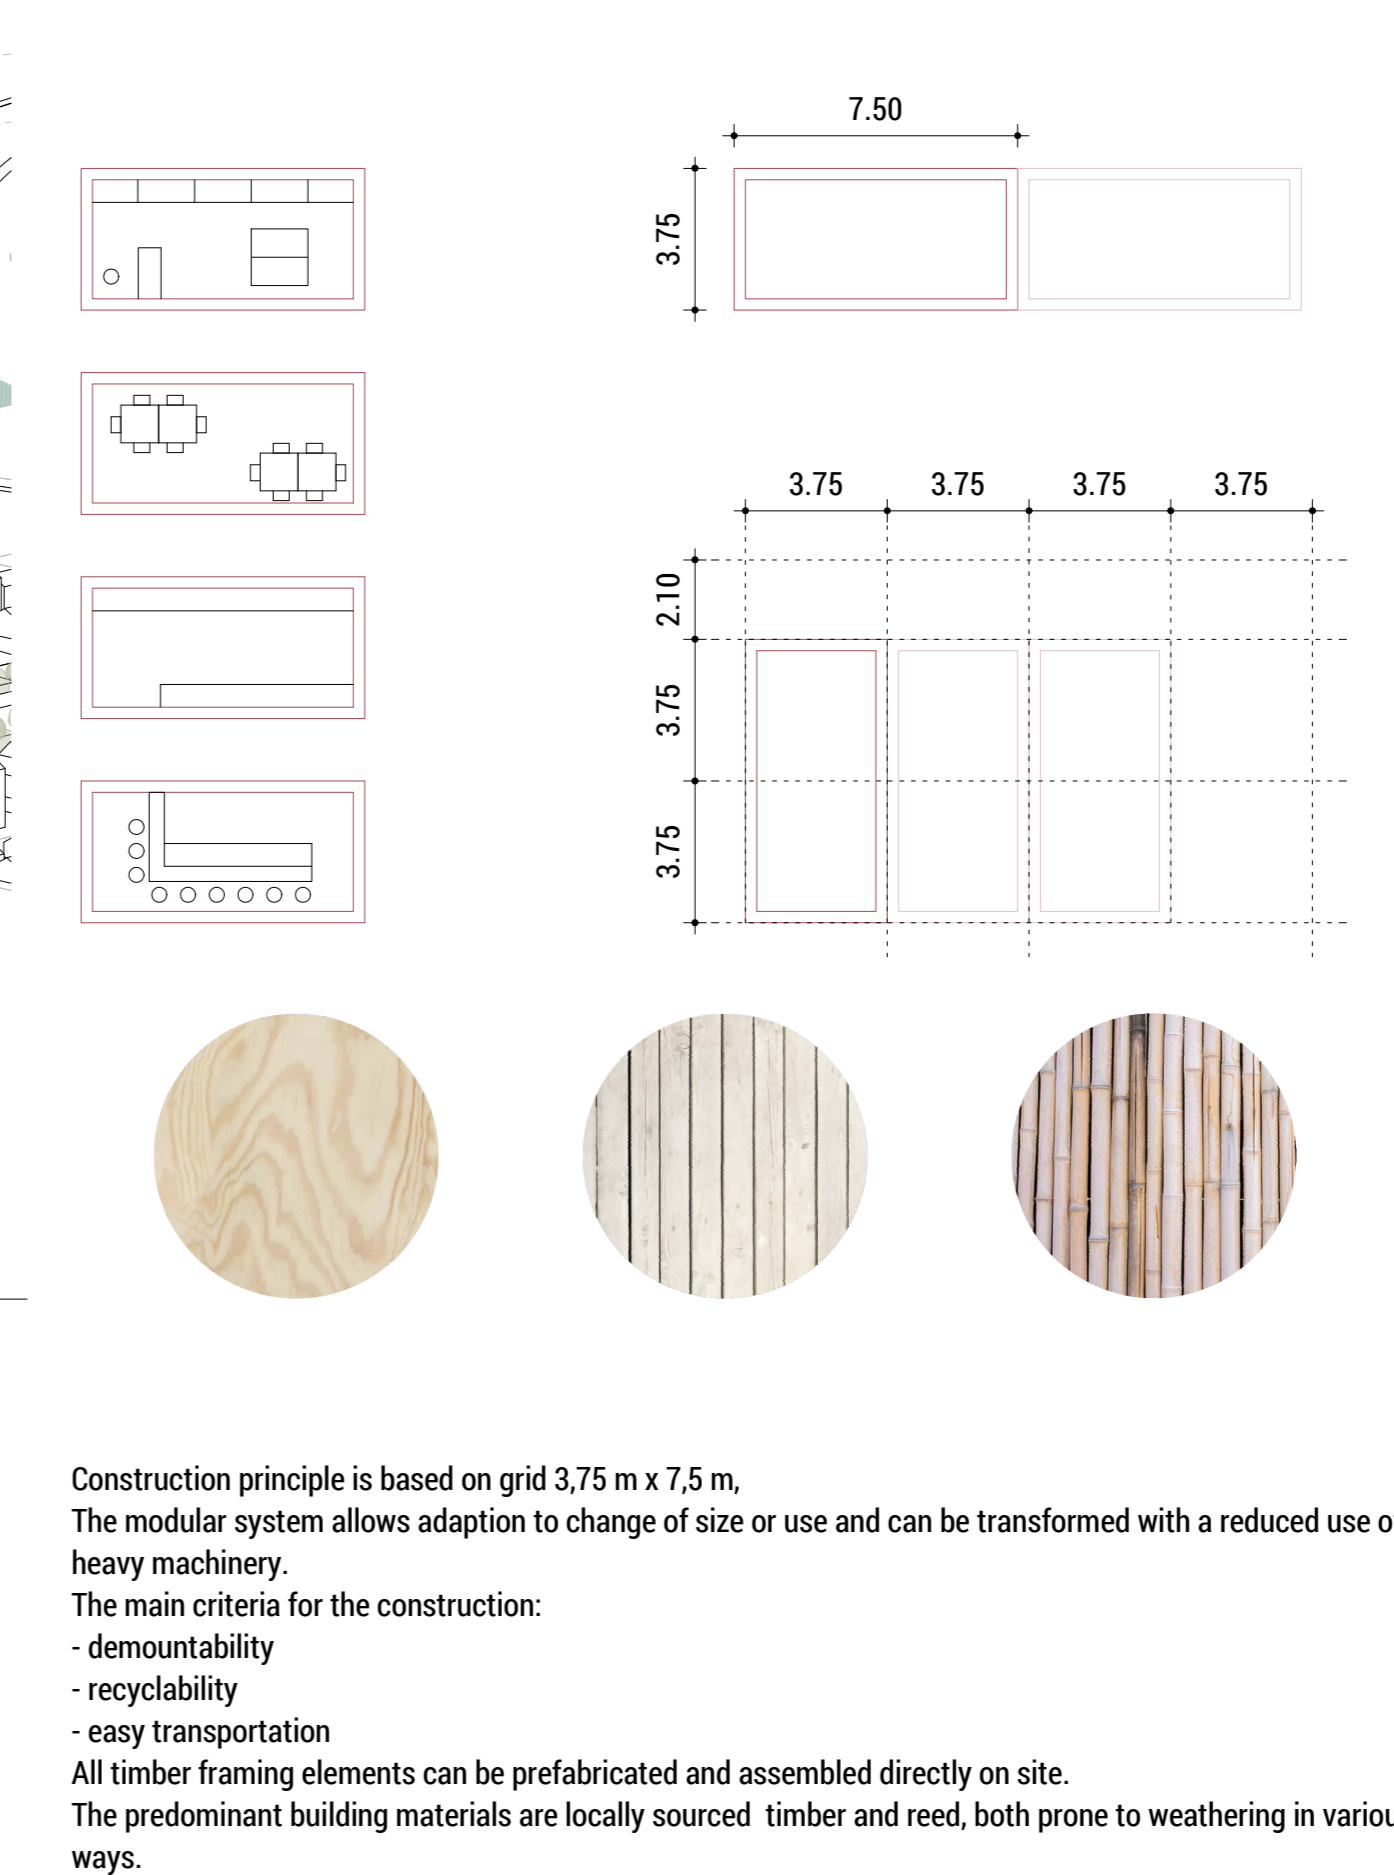 7.50
3.75
3.75 3.75 3.75 3.75
2.10
3.75
3.75
Construction principle is based on grid 3,75 m x 7,5 m,
The modular system allows adaption to change of size or use and can be transformed with a reduced use
heavy machinery.
The main criteria for the construction:
- demountability
- recyclability
- easy transportation
All timber framing elements can be prefabricated and assembled directly on site.
The predominant building materials are locally sourced  timber and reed, both prone to weathering in
ways.